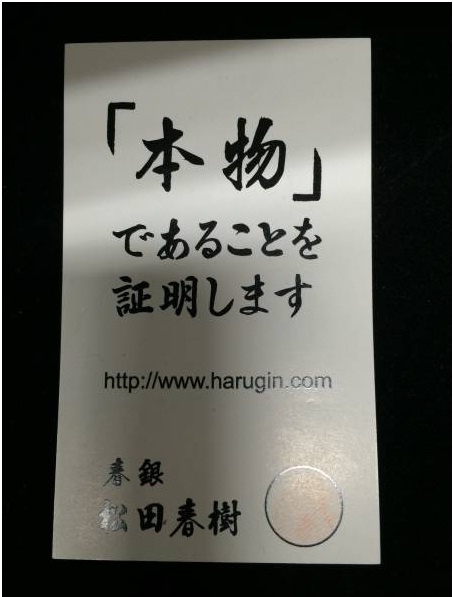 「本物」
であることを
証明します
http://www.harugin.com
春銀
松田春樹